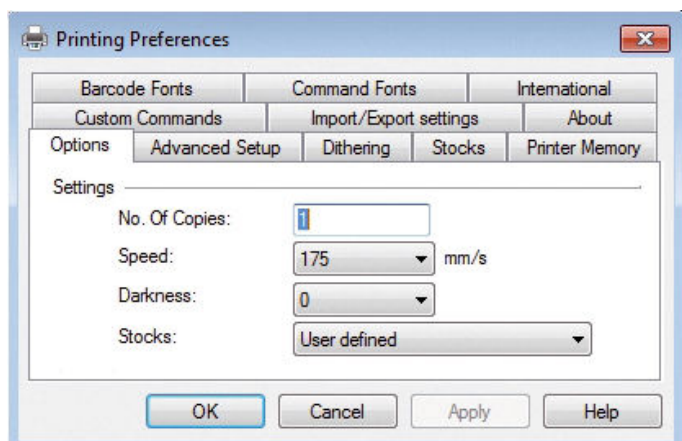 Printing Preferences
Barcode Fonts Command Fonts International
Custom Commands Import/Export settings About
Options Advanced Setup Dithering Stocks Printer Memory
Settings
No. Of Copies: 1
Speed: 175 mm/s
Darkness: 0
Stocks: User defined
OK Cancel Apply Help